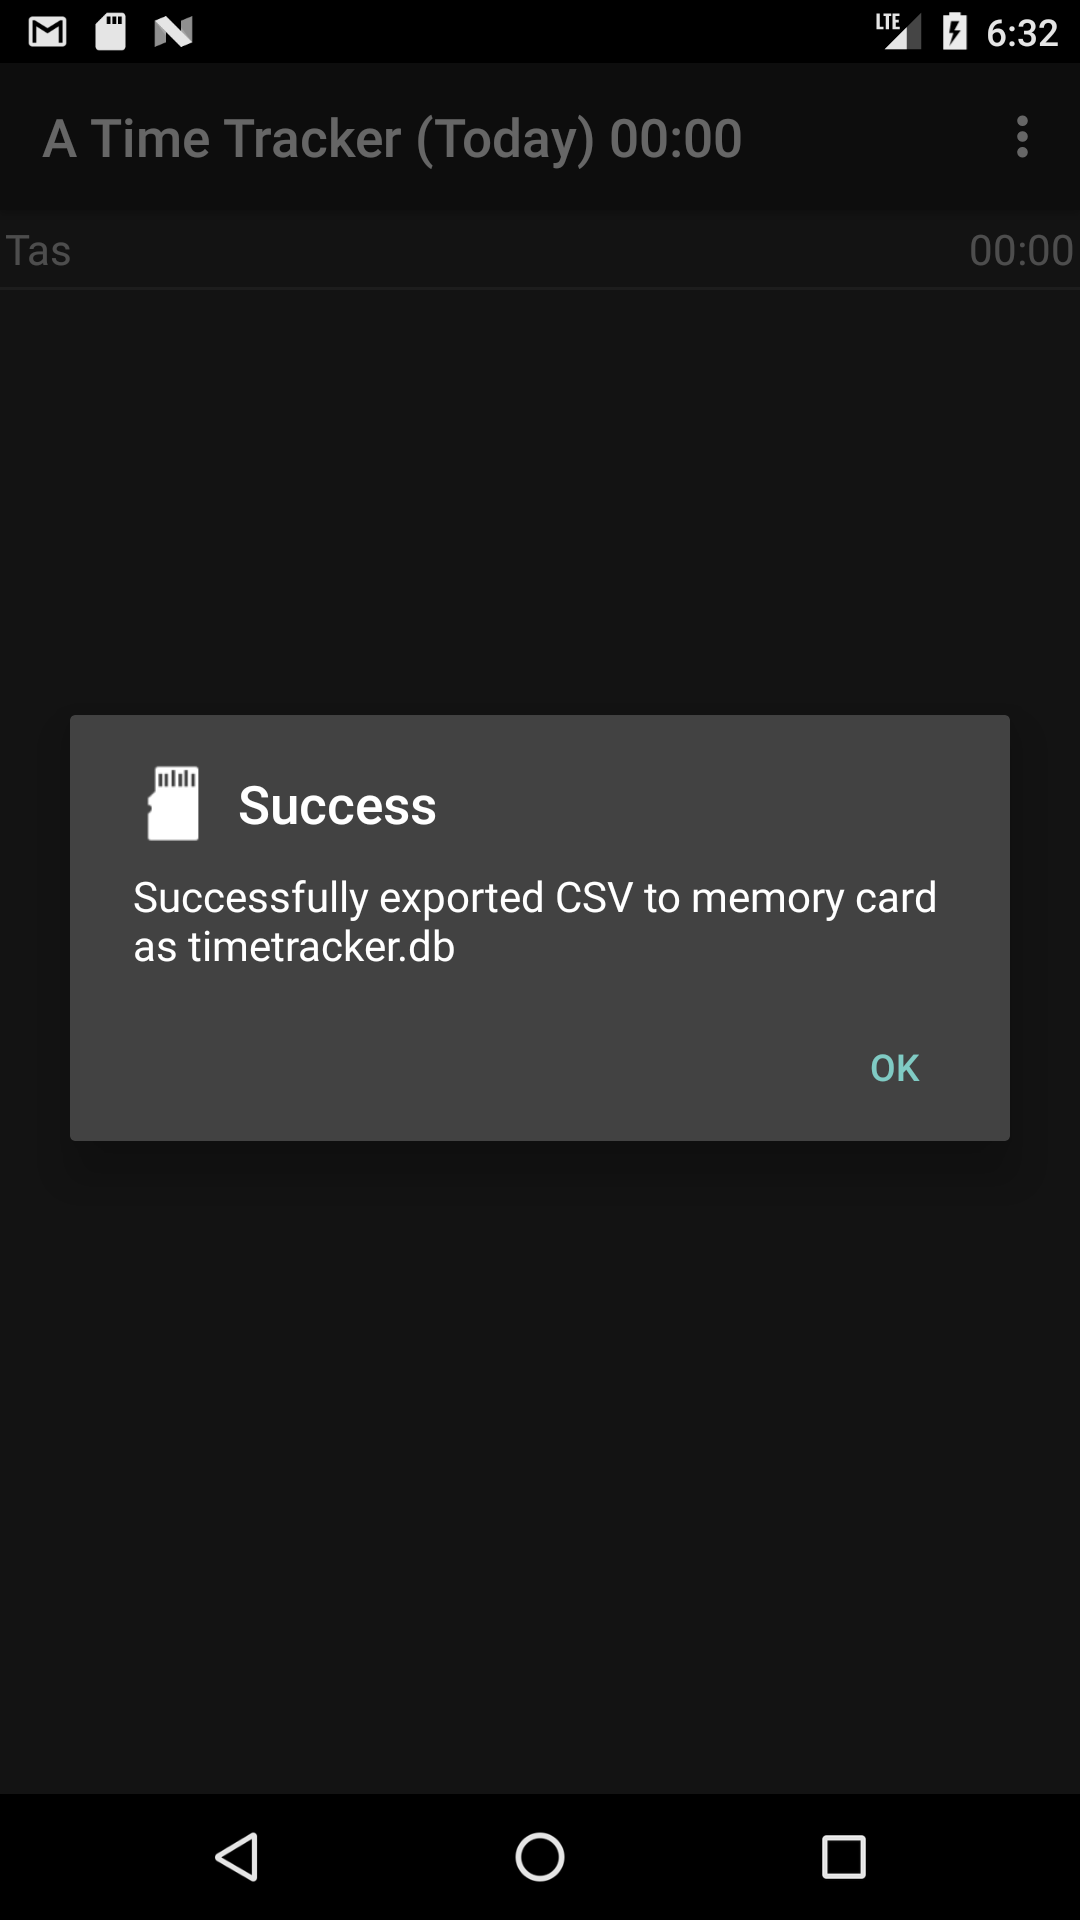 LTE 6:32
A Time Tracker (Today) 00:00
Tas 00:00
Success
Successfully exported CSV to memory card
as timetracker.db
OK